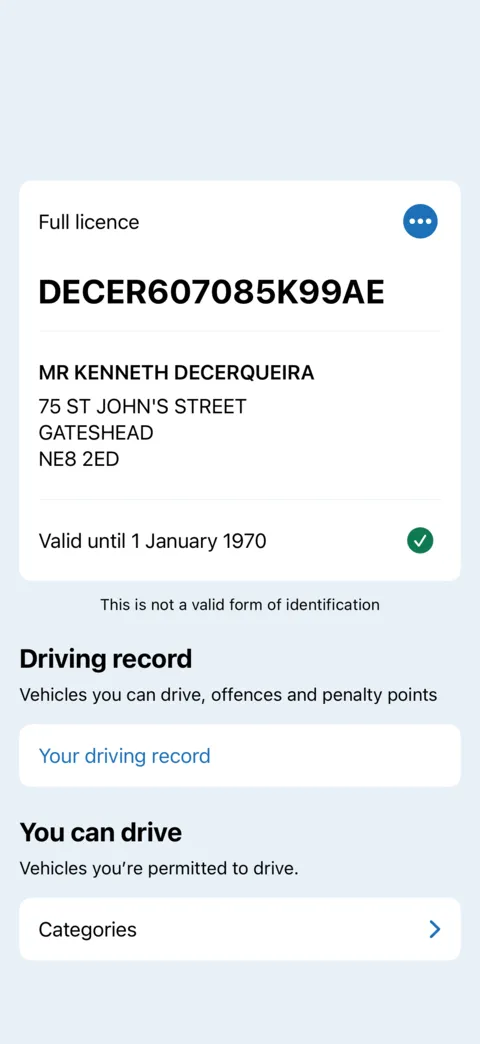 Full licence
DECER607085K99AE
MR KENNETH DECERQUEIRA
75 ST JOHN'S STREET
GATESHEAD
NE8 2ED
Valid until 1 January 1970
This is not a valid form of identification
Driving record
Vehicles you can drive, offences and penalty points
Your driving record
You can drive
Vehicles you’re permitted to drive.
Categories